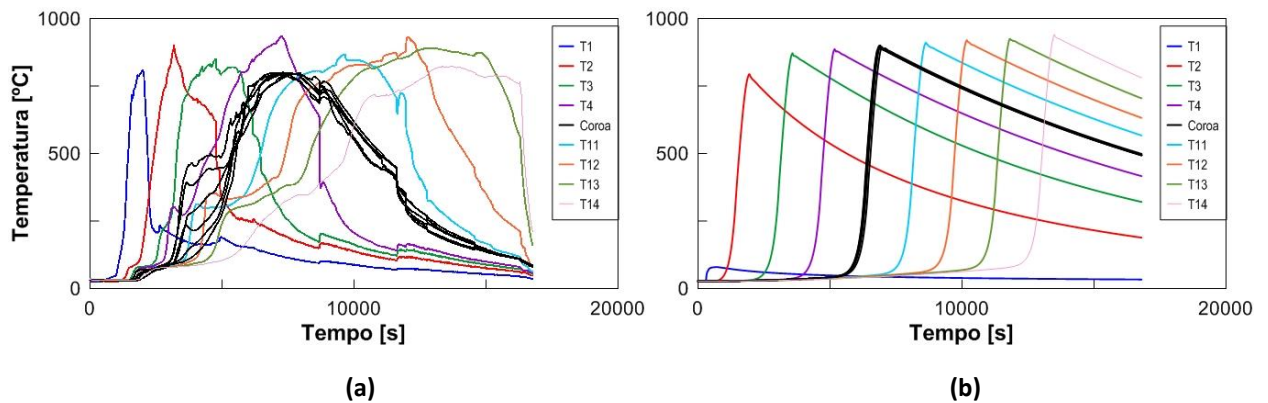 1000
500
0
Temperatura [ºC]
0
10000
20000
Tempo [s]
T1
T2
T3
T4
Coroa
T11
T12
T13
T14
(a)
1000
500
0
0
10000
20000
Tempo [s]
T1
T2
T3
T4
Coroa
T11
T12
T13
T14
(b)